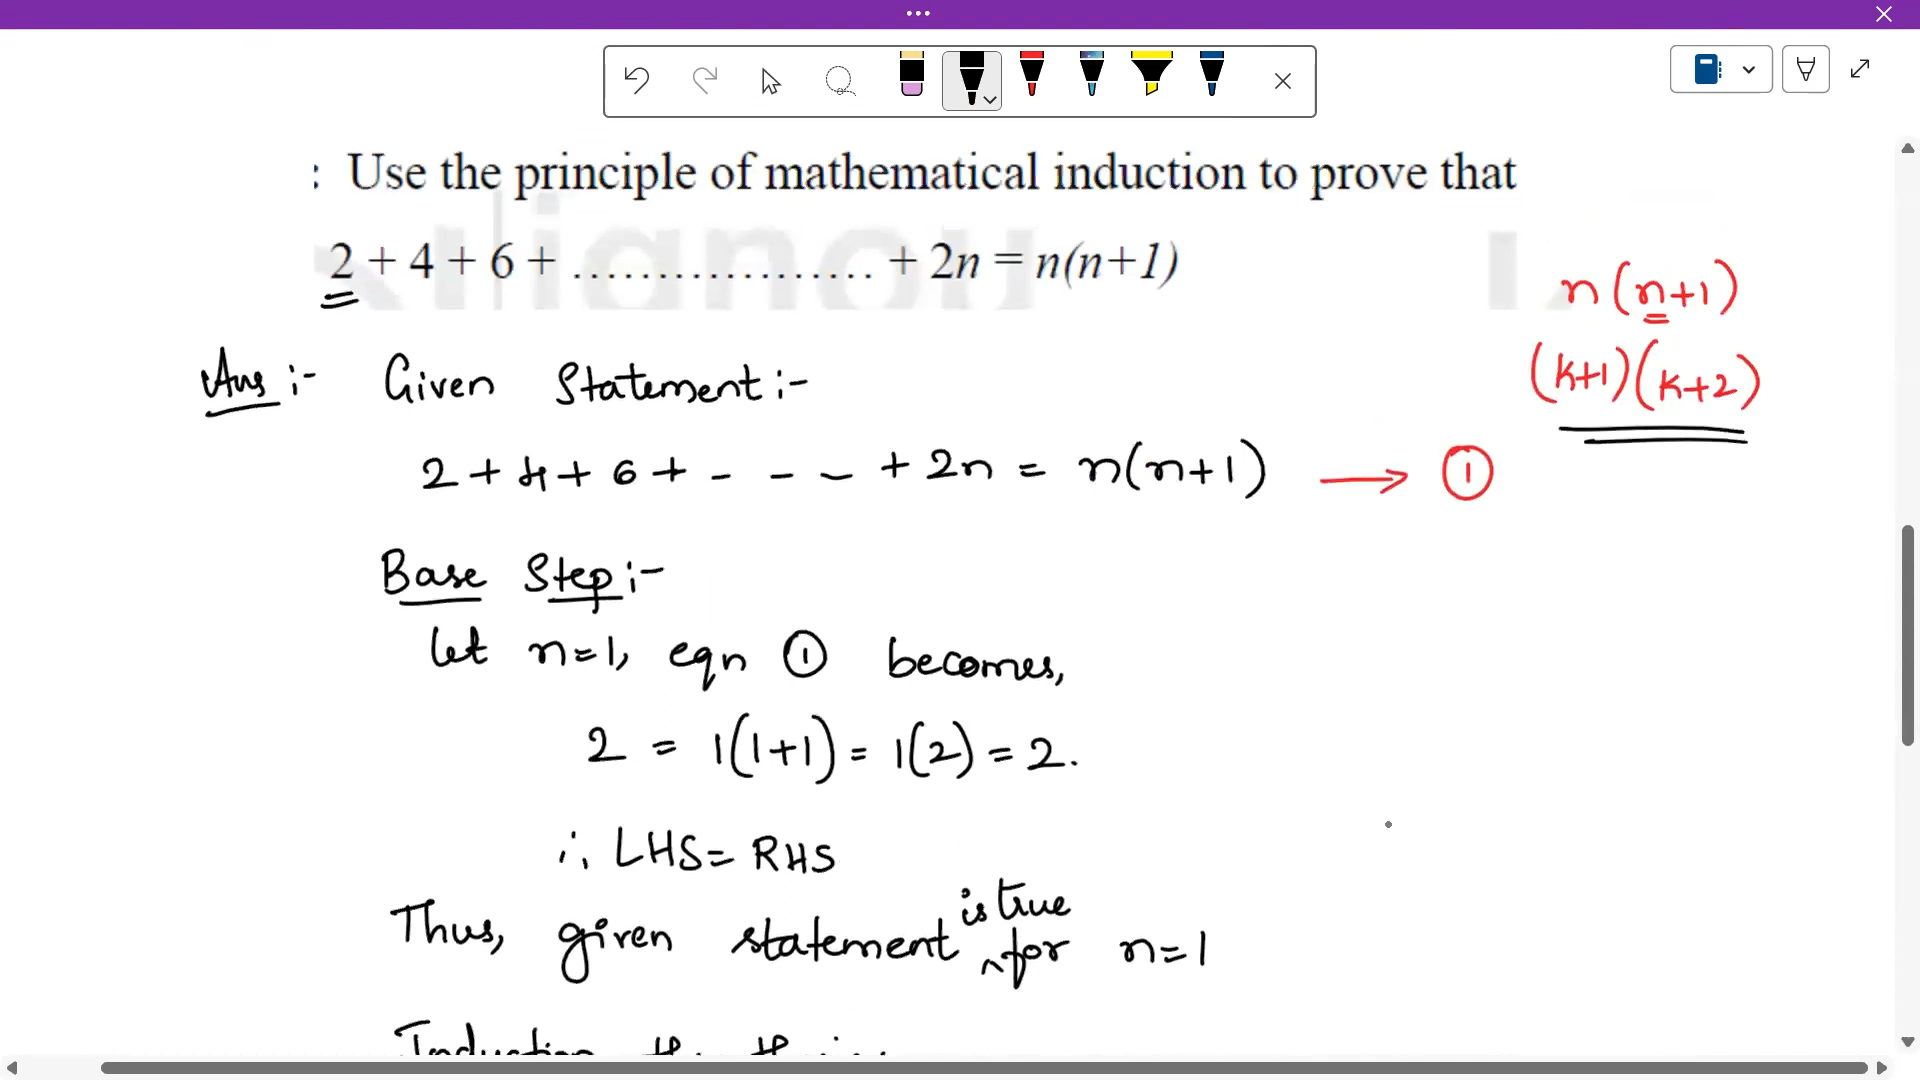 : Use the principle of mathematical induction to prove that
2 + 4 + 6 + ................... + 2n = n(n+1)
n(n+1)
(k+1)(k+2)
Ans :- Given Statement :-
2 + 4 + 6 + - - - + 2n = n(n+1) → ①
Base Step :-
let n=1, eqn ① becomes,
2 = 1(1+1) = 1(2) = 2.
∴ LHS = RHS
Thus, given statement ^ is true for n=1
Induction